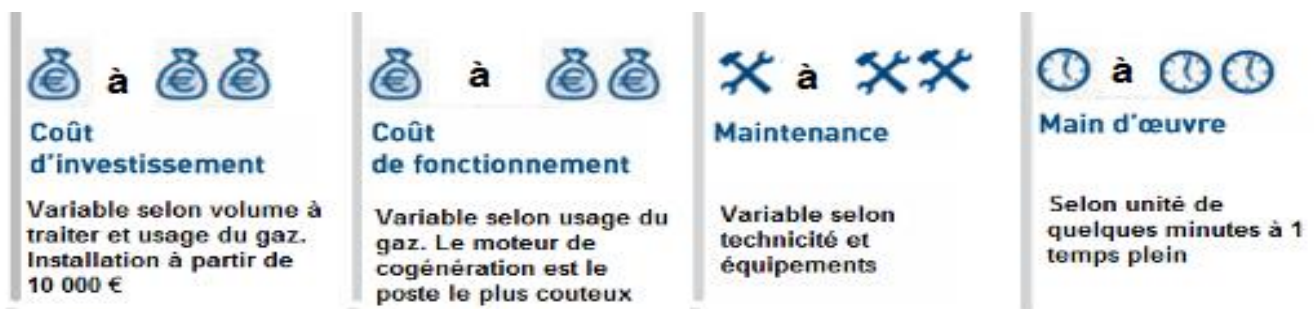 à
Coût
d'investissement
Variable selon volume à
traiter et usage du gaz.
Installation à partir de
10 000 €
à
Coût
de fonctionnement
Variable selon usage du
gaz. Le moteur de
cogénération est le
poste le plus couteux
à
Maintenance
Variable selon
technicité et
équipements
à
Main d'œuvre
Selon unité de
quelques minutes à 1
temps plein